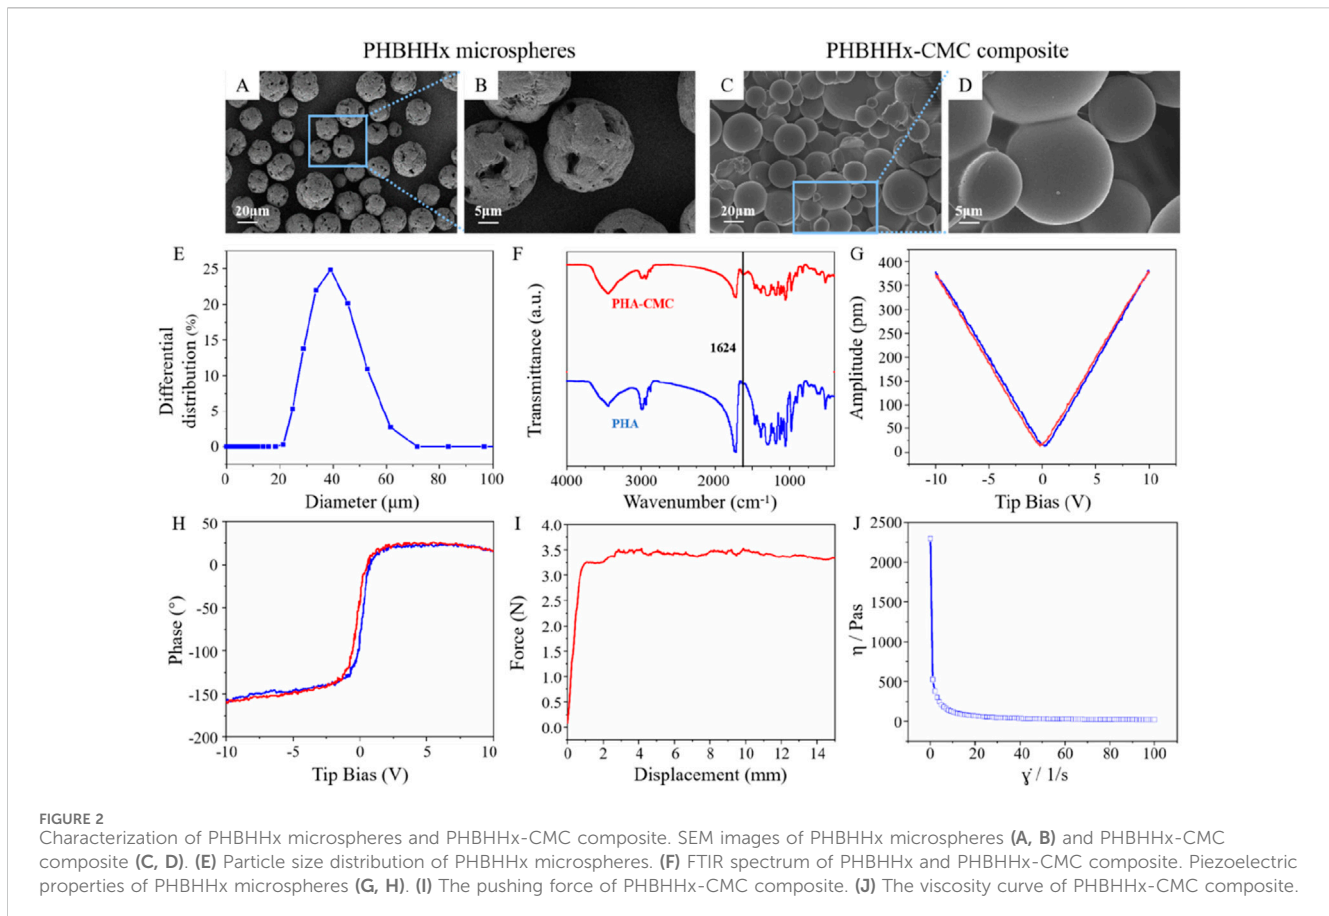 PHBHHx microspheres
PHBHHx-CMC composite
A
20μm
B
5μm
C
20μm
D
5μm
E
Differential
distribution (%)
25
20
15
10
5
0
0 20 40 60 80 100
Diameter (μm)
F
Transmittance (a.u.)
PHA-CMC
1624
PHA
4000 3000 2000 1000
Wavenumber (cm⁻¹)
G
Amplitude (pm)
400
350
300
250
200
150
100
50
0
-10 -5 0 5 10
Tip Bias (V)
H
Phase (°)
50
0
-50
-100
-150
-200
-10 -5 0 5 10
Tip Bias (V)
I
Force (N)
4.0
3.5
3.0
2.5
2.0
1.5
1.0
0.5
0.0
0 2 4 6 8 10 12 14
Displacement (mm)
J
η / Pas
2500
2250
2000
1500
1000
500
0
0 20 40 60 80 100
γ̇ / 1/s
FIGURE 2
Characterization of PHBHHx microspheres and PHBHHx-CMC composite. SEM images of PHBHHx microspheres (A, B) and PHBHHx-CMC
composite (C, D). (E) Particle size distribution of PHBHHx microspheres. (F) FTIR spectrum of PHBHHx and PHBHHx-CMC composite. Piezoelectric
properties of PHBHHx microspheres (G, H). (I) The pushing force of PHBHHx-CMC composite. (J) The viscosity curve of PHBHHx-CMC composite.